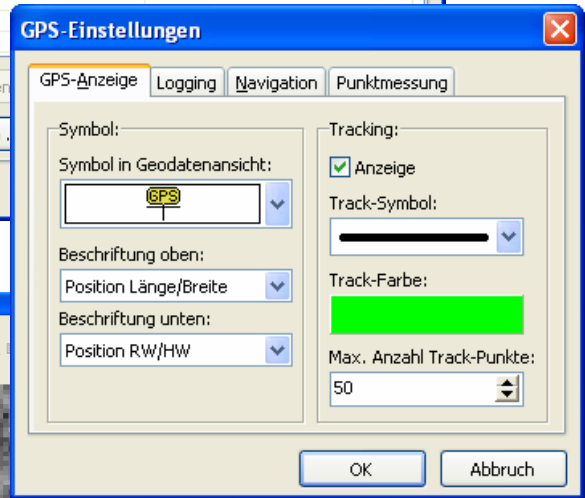 GPS-Einstellungen
GPS-Anzeige
Logging
Navigation
Punktmessung
Symbol:
Symbol in Geodatenansicht:
GPS
Beschriftung oben:
Position Länge/Breite
Beschriftung unten:
Position RW/HW
Tracking:
Anzeige
Track-Symbol:
Track-Farbe:
Max. Anzahl Track-Punkte:
50
OK
Abbruch